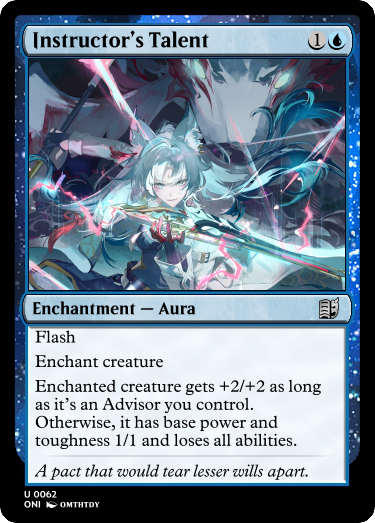 Instructor's Talent 1
Enchantment — Aura
Flash
Enchant creature
Enchanted creature gets +2/+2 as long
as it's an Advisor you control.
Otherwise, it has base power and
toughness 1/1 and loses all abilities.
A pact that would tear lesser wills apart.
U 0062
ONI OMTHTDY